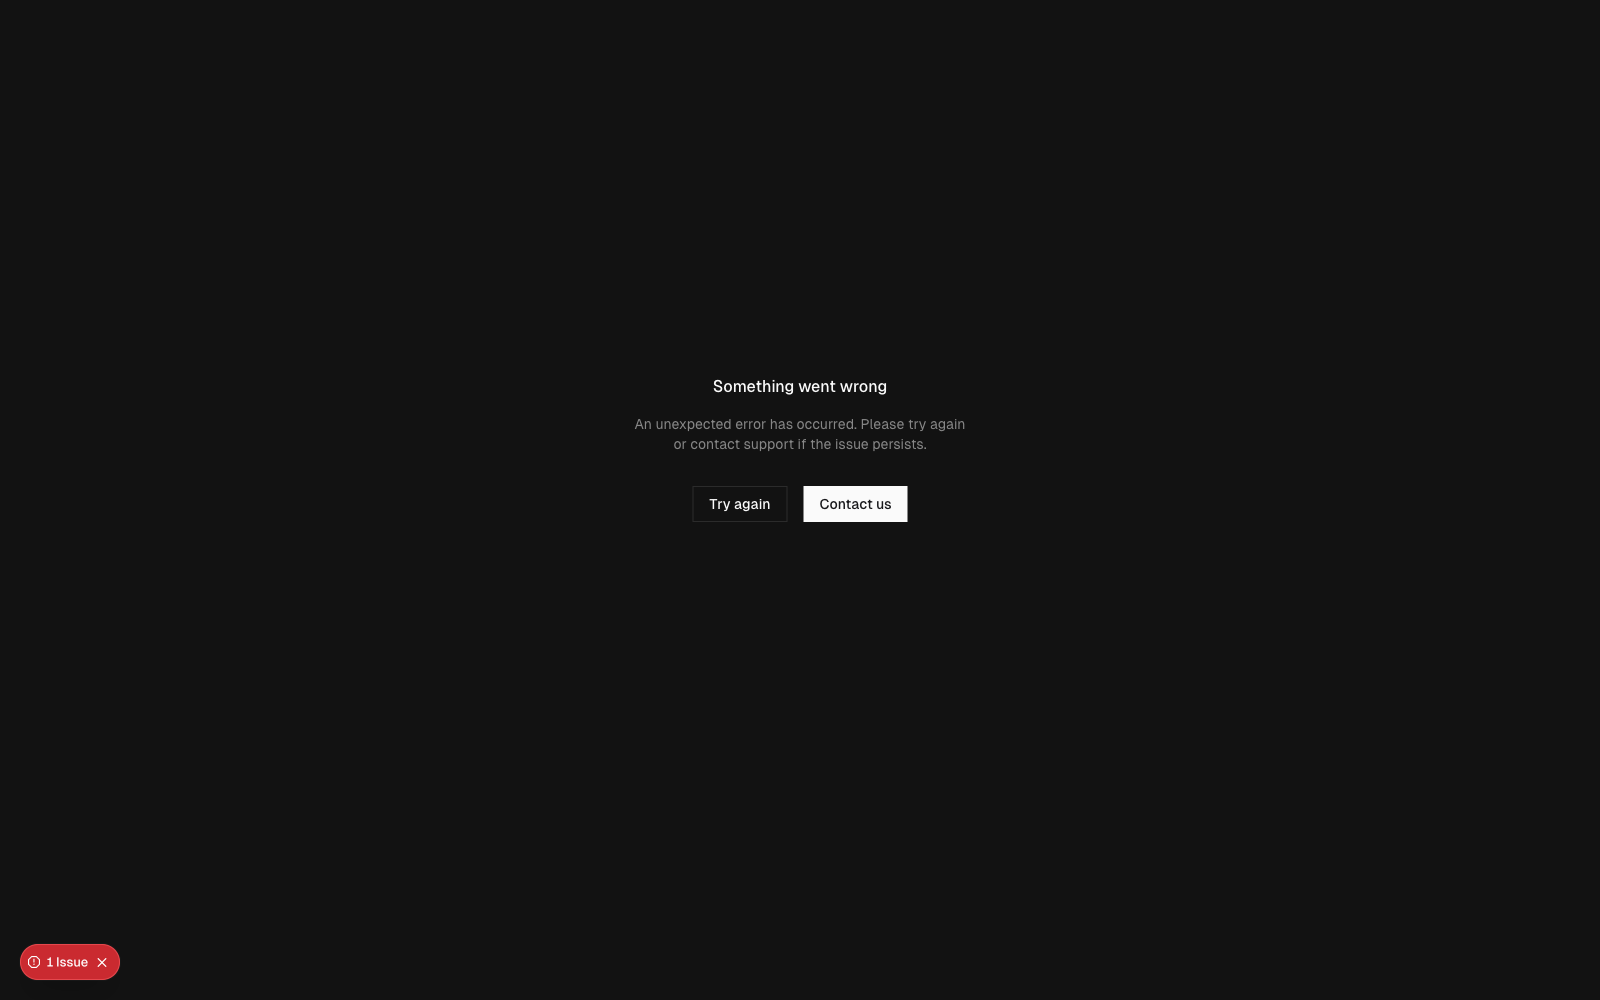 Something went wrong
An unexpected error has occurred. Please try again
or contact support if the issue persists.
Try again
Contact us
1 Issue